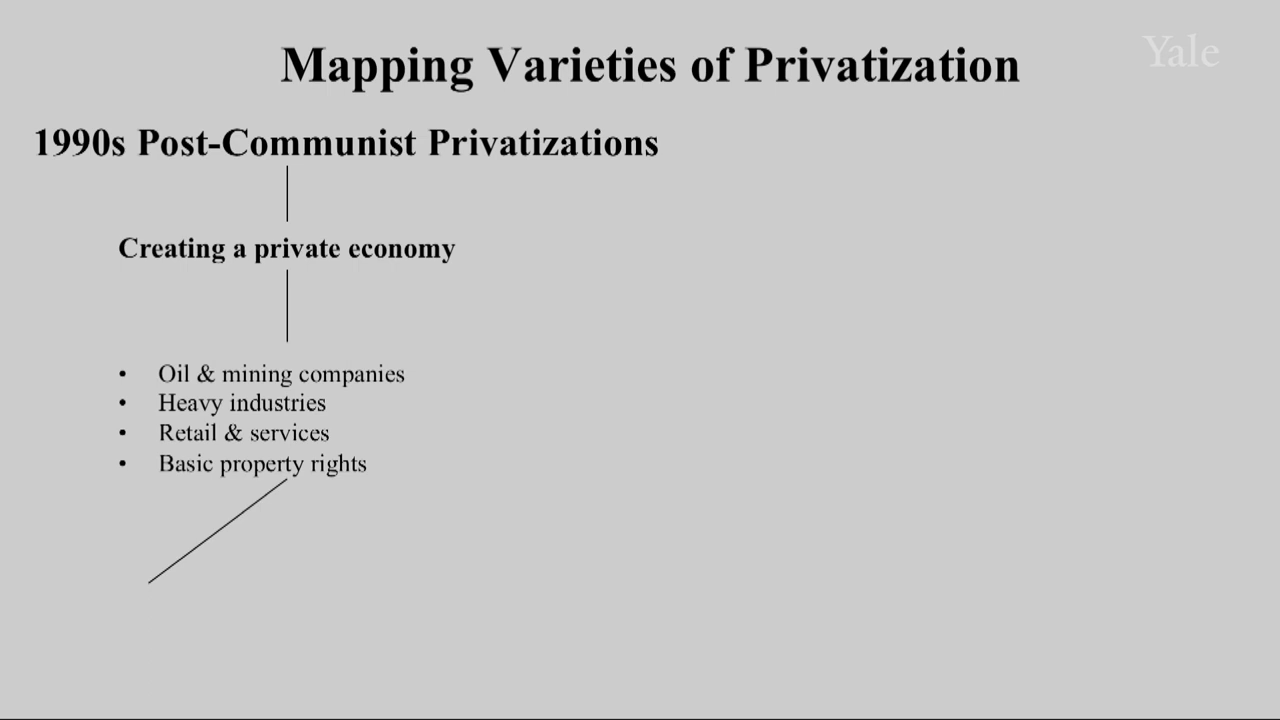 Mapping Varieties of Privatization
Yale
1990s Post-Communist Privatizations
Creating a private economy
• Oil & mining companies
• Heavy industries
• Retail & services
• Basic property rights